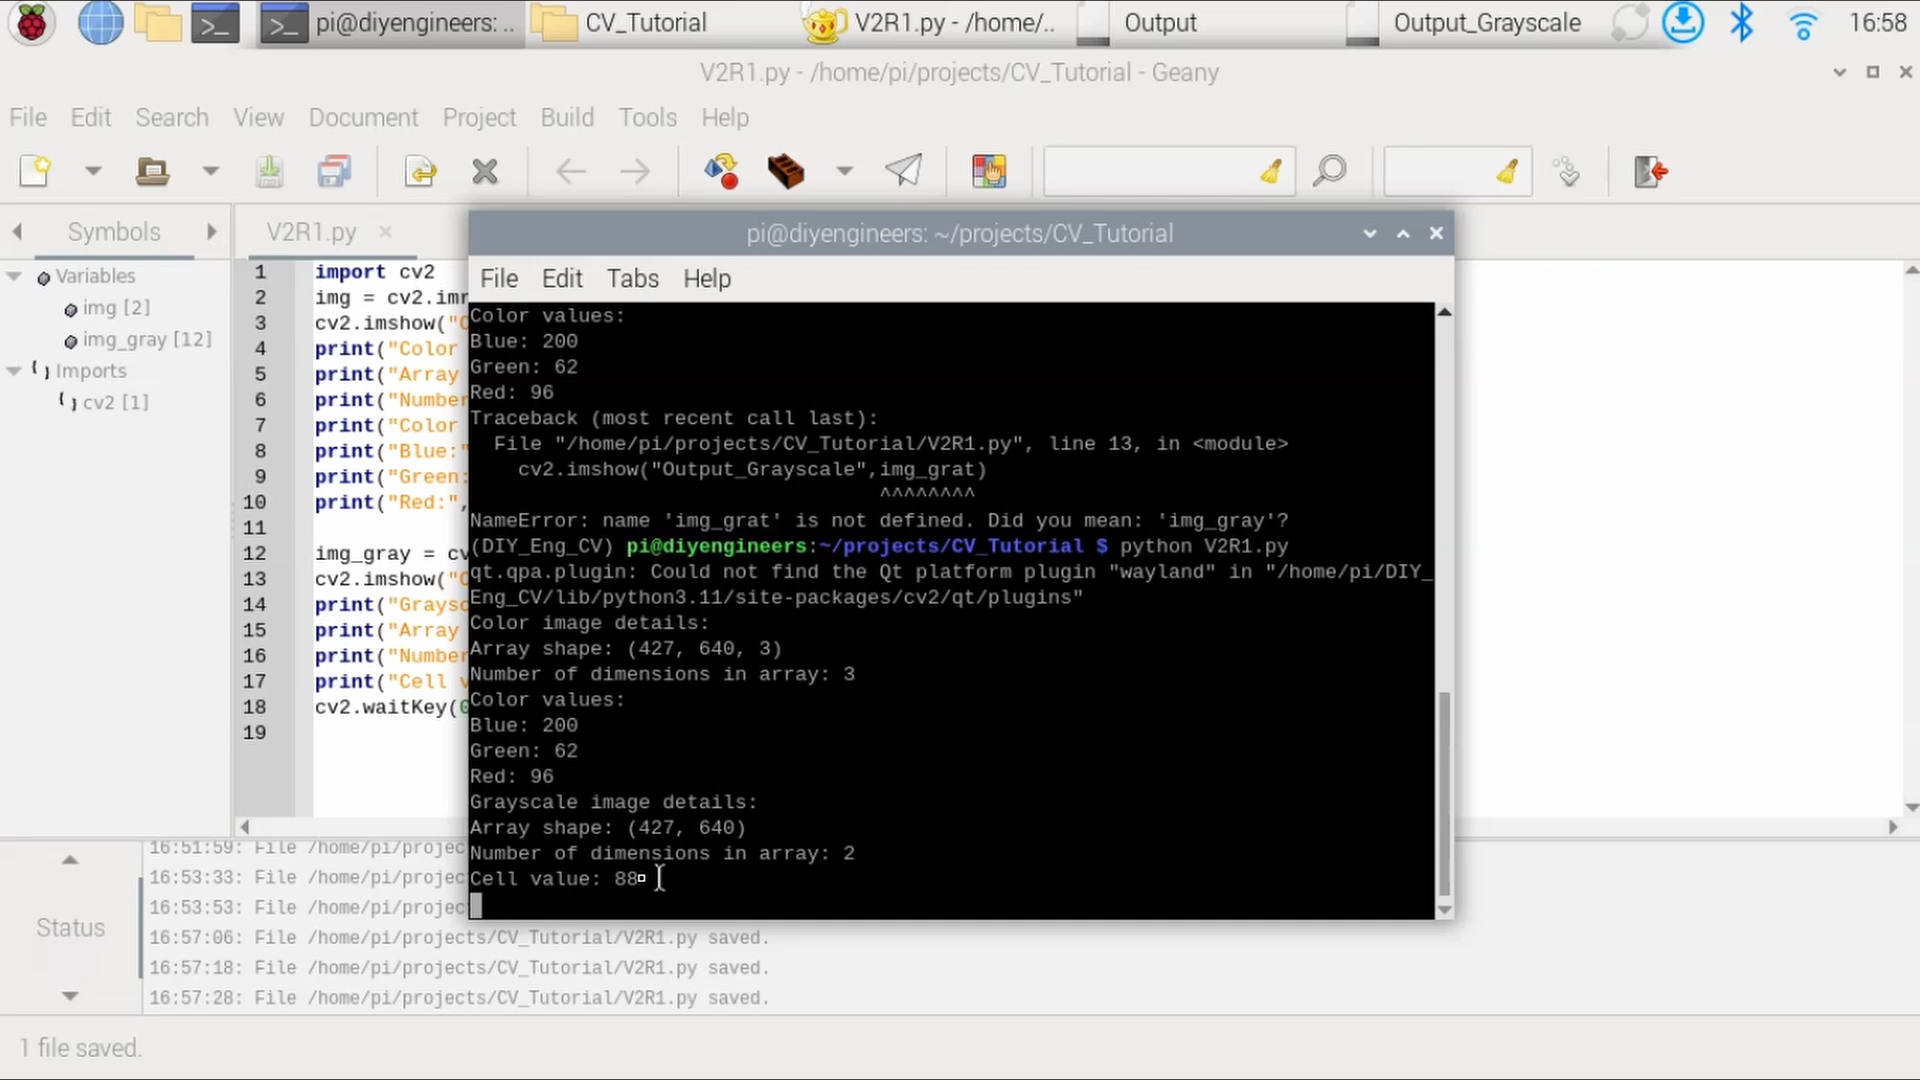 pi@diyengineers: ..
CV_Tutorial
V2R1.py - /home/..
Output
Output_Grayscale
16:58
V2R1.py - /home/pi/projects/CV_Tutorial - Geany
File Edit Search View Document Project Build Tools Help
Symbols
V2R1.py
Variables
img [2]
img_gray [12]
Imports
cv2 [1]
1 import cv2
2 img = cv2.imr
3 cv2.imshow("O
4 print("Color
5 print("Array
6 print("Number
7 print("Color
8 print("Blue:"
9 print("Green:
10 print("Red:",
11
12 img_gray = cv
13 cv2.imshow("O
14 print("Graysc
15 print("Array
16 print("Number
17 print("Cell v
18 cv2.waitKey(0
19
pi@diyengineers: ~/projects/CV_Tutorial
File Edit Tabs Help
Color values:
Blue: 200
Green: 62
Red: 96
Traceback (most recent call last):
File "/home/pi/projects/CV_Tutorial/V2R1.py", line 13, in <module>
cv2.imshow("Output_Grayscale",img_grat)
^^^^^^^^
NameError: name 'img_grat' is not defined. Did you mean: 'img_gray'?
(DIY_Eng_CV) pi@diyengineers:~/projects/CV_Tutorial $ python V2R1.py
qt.qpa.plugin: Could not find the Qt platform plugin "wayland" in "/home/pi/DIY_
Eng_CV/lib/python3.11/site-packages/cv2/qt/plugins"
Color image details:
Array shape: (427, 640, 3)
Number of dimensions in array: 3
Color values:
Blue: 200
Green: 62
Red: 96
Grayscale image details:
Array shape: (427, 640)
Number of dimensions in array: 2
Cell value: 88
Status
16:51:59: File /home/pi/projec
16:53:33: File /home/pi/projec
16:53:53: File /home/pi/projec
16:57:06: File /home/pi/projects/CV_Tutorial/V2R1.py saved.
16:57:18: File /home/pi/projects/CV_Tutorial/V2R1.py saved.
16:57:28: File /home/pi/projects/CV_Tutorial/V2R1.py saved.
1 file saved.